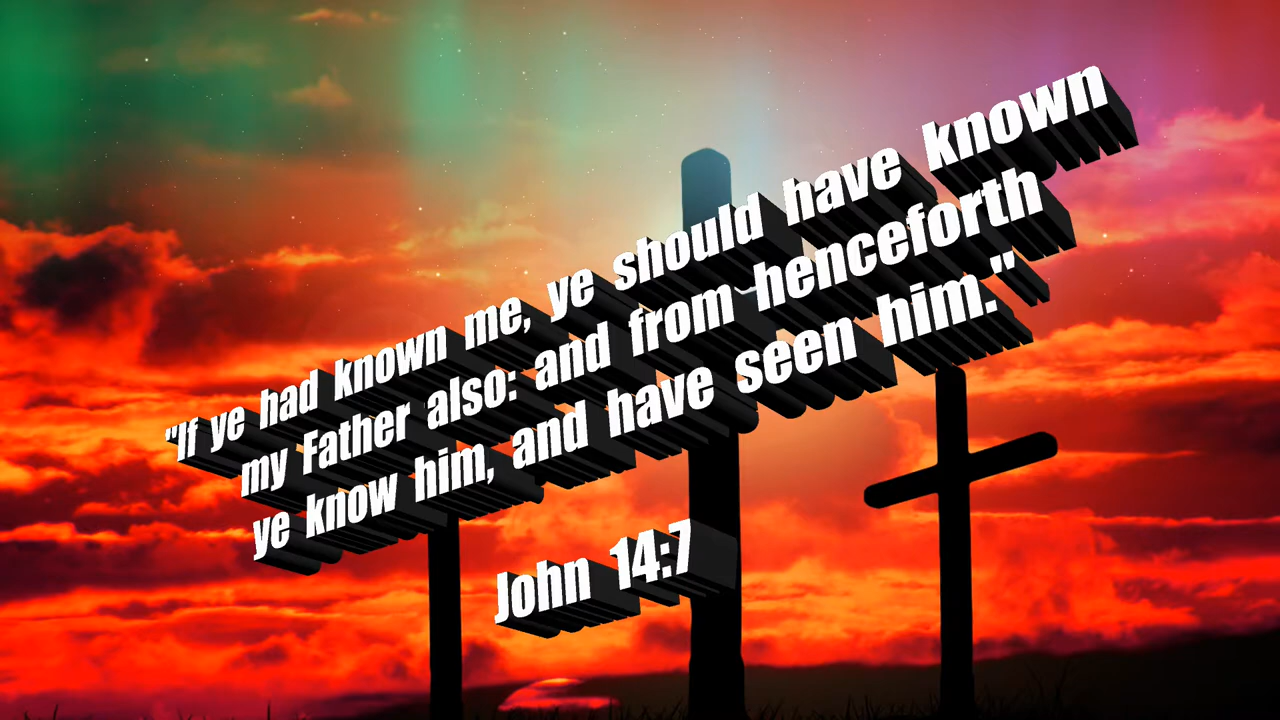 "If ye had known me, ye should have known
my Father also: and from henceforth
ye know him, and have seen him."
John 14:7